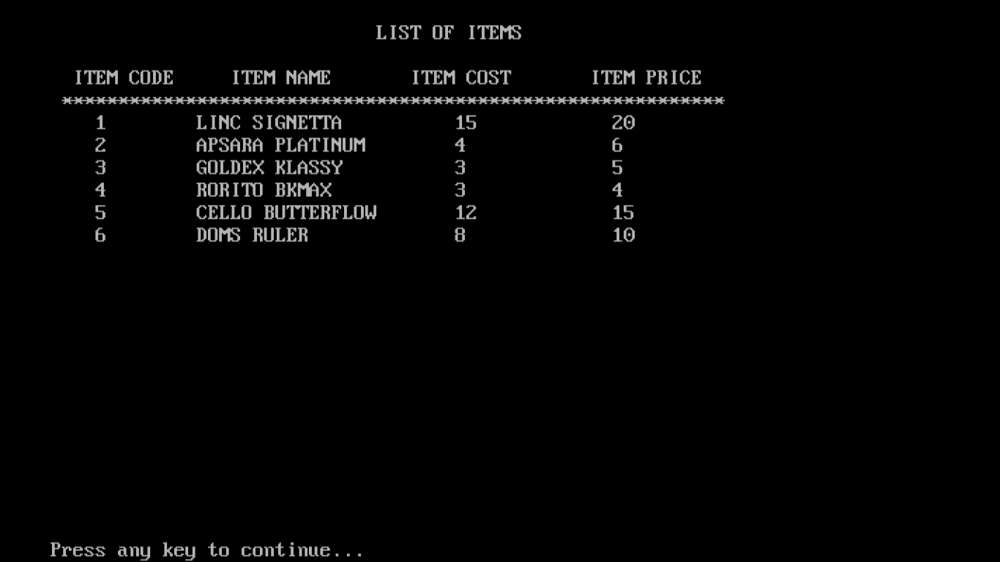 LIST OF ITEMS
ITEM CODE ITEM NAME ITEM COST ITEM PRICE
***********************************************************
1 LINC SIGNETTA 15 20
2 APSARA PLATINUM 4 6
3 GOLDEX KLASSY 3 5
4 RORITO BKMAX 3 4
5 CELLO BUTTERFLOW 12 15
6 DOMS RULER 8 10
Press any key to continue...